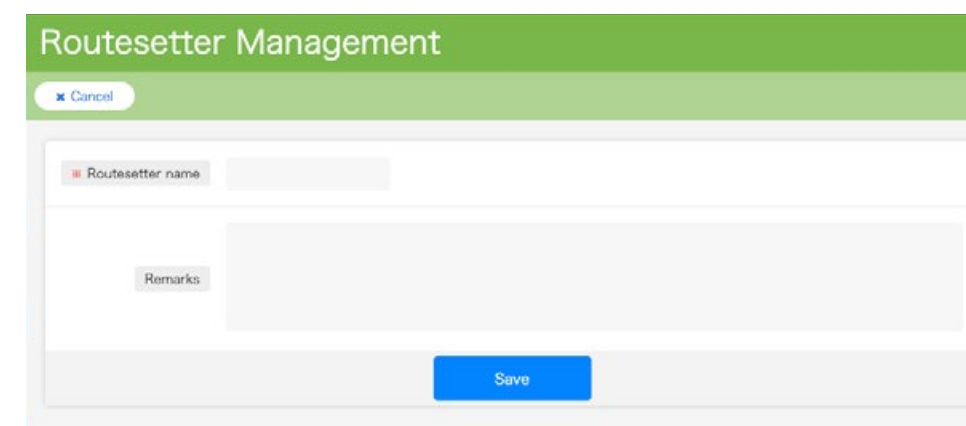 Routesetter Management
✖ Cancel
※ Routesetter name
Remarks
Save